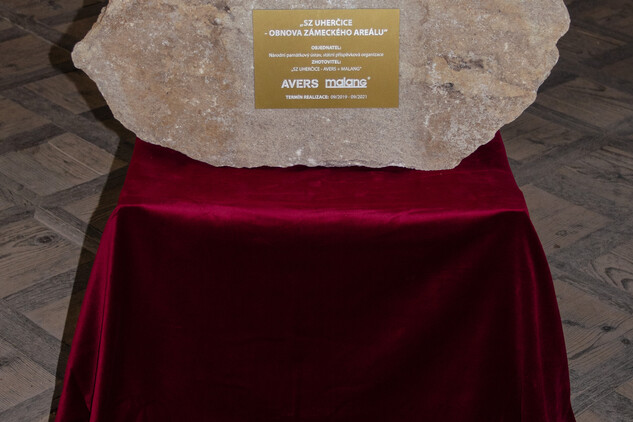 „SZ UHERČICE
- OBNOVA ZÁMECKÉHO AREÁLU"
OBJEDNATEL:
Národní památkový ústav, státní příspěvková organizace
ZHOTOVITEL:
„SZ UHERČICE - AVERS + MALANG"
AVERS malang
TERMÍN REALIZACE: 09/2019 - 09/2021